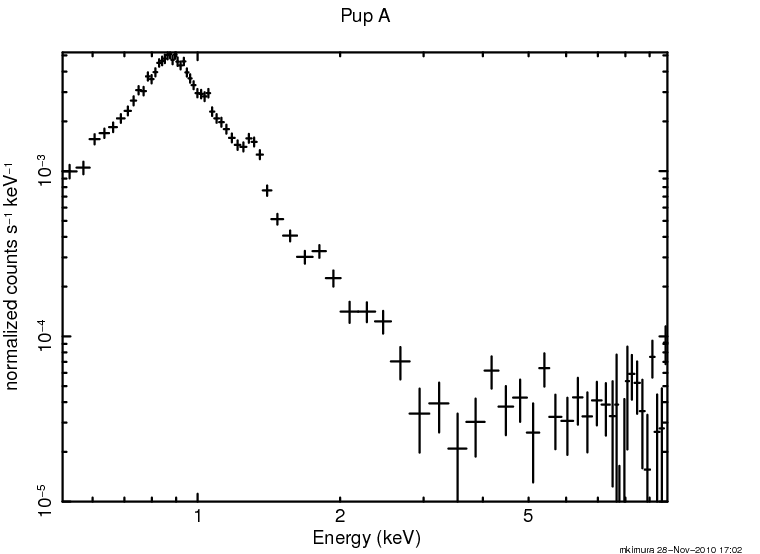 Pup A
normalized counts s⁻¹ keV⁻¹
10⁻³
10⁻⁴
10⁻⁵
1 2 5
Energy (keV)
mkimura 28-Nov-2010 17:02